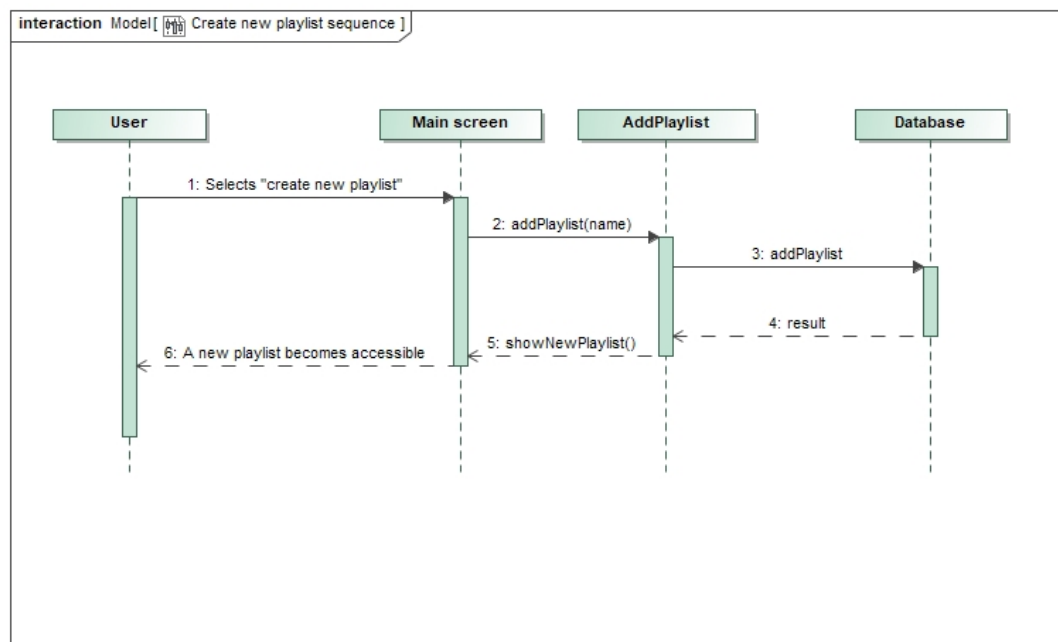 interaction Model[ Create new playlist sequence ]
User
Main screen
AddPlaylist
Database
1: Selects "create new playlist"
2: addPlaylist(name)
3: addPlaylist
4: result
5: showNewPlaylist()
6: A new playlist becomes accessible